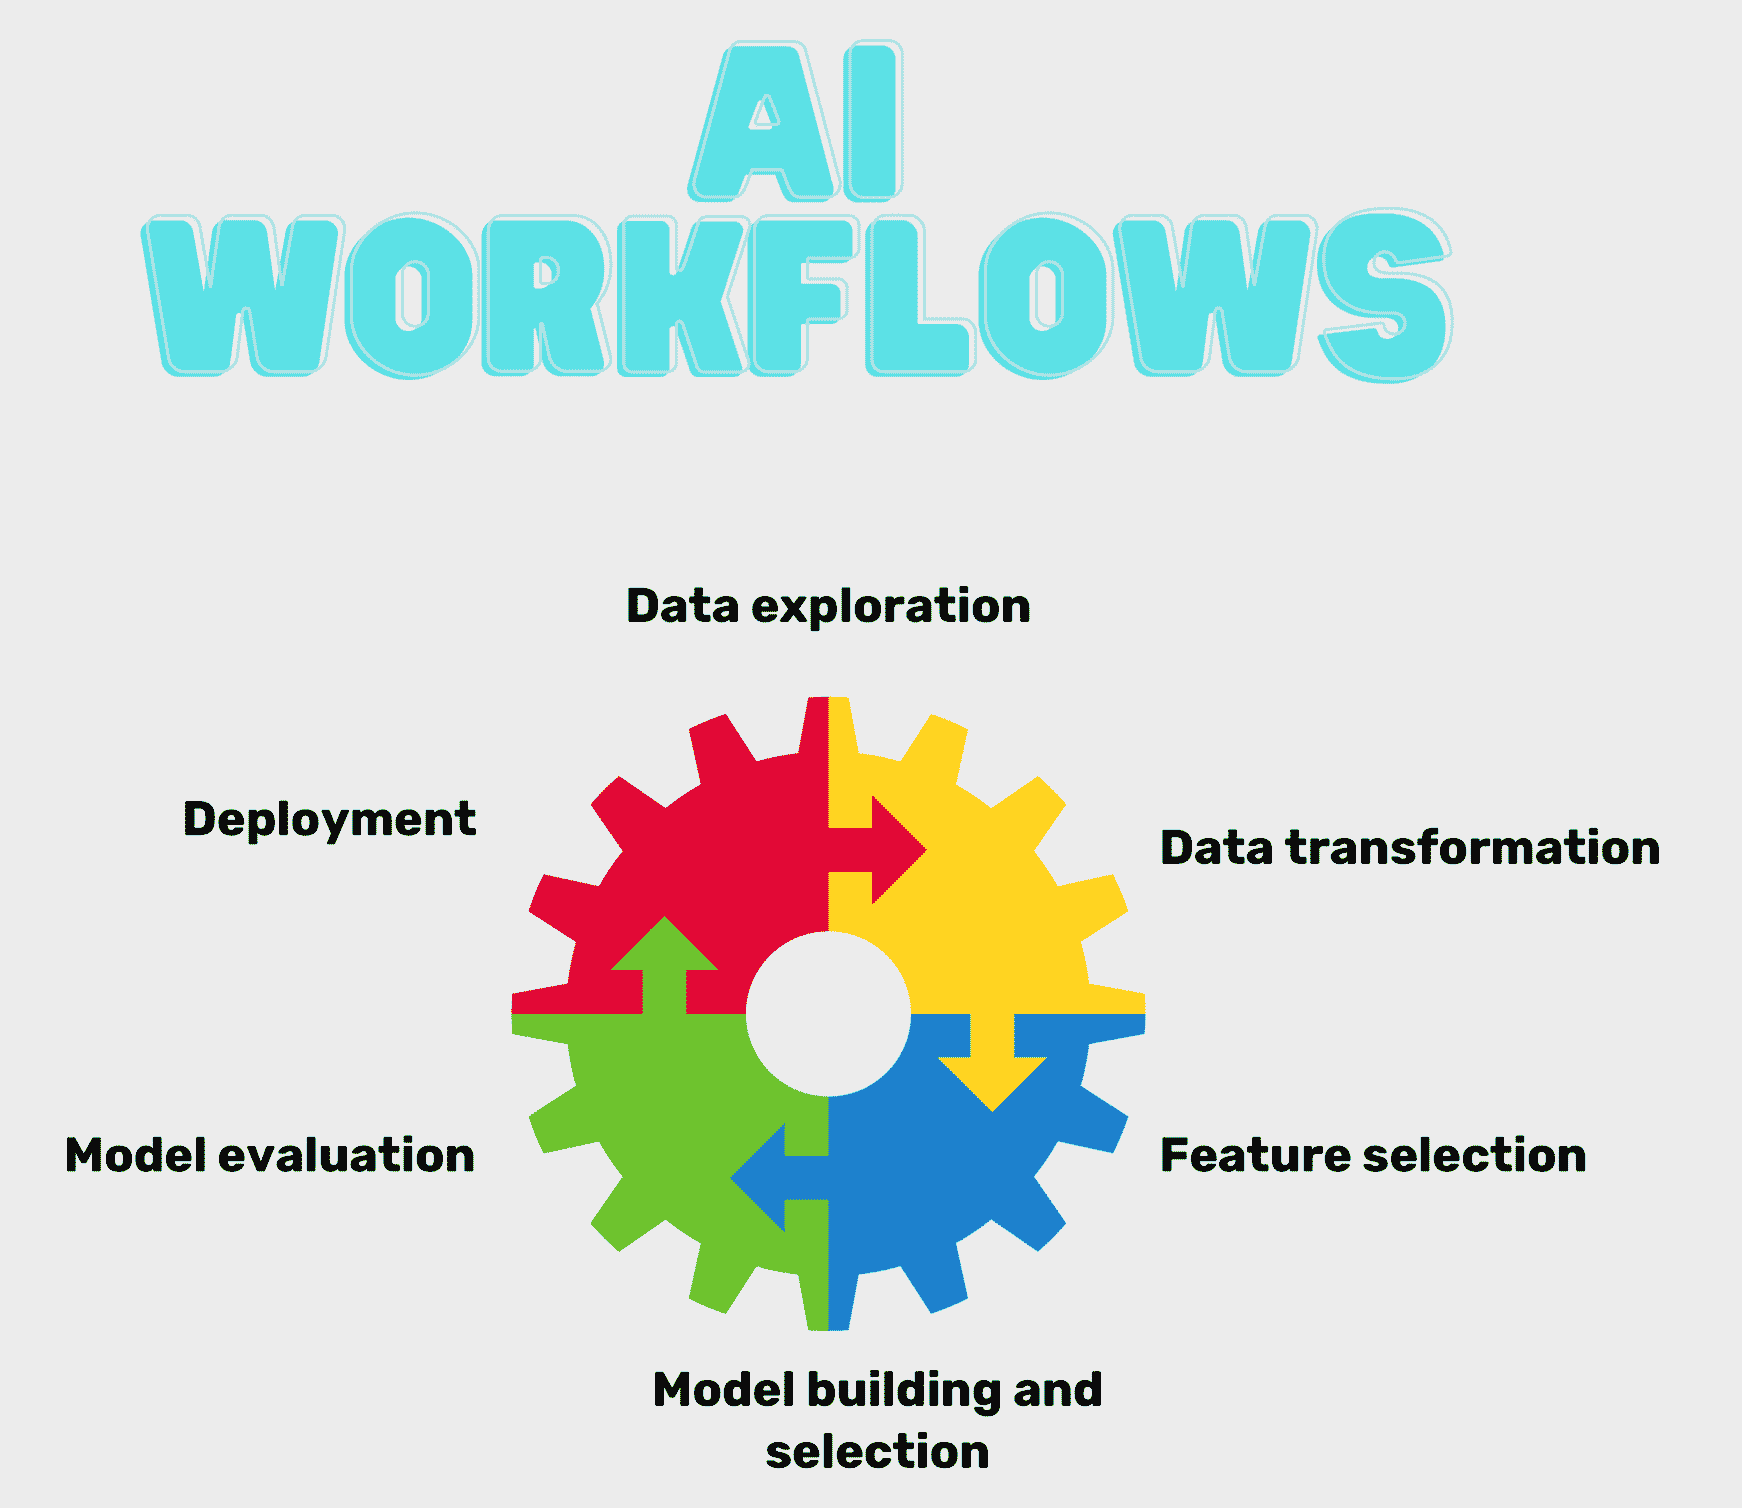 AI
WORKFLOWS
Data exploration
Deployment
Data transformation
Model evaluation
Feature selection
Model building and
selection